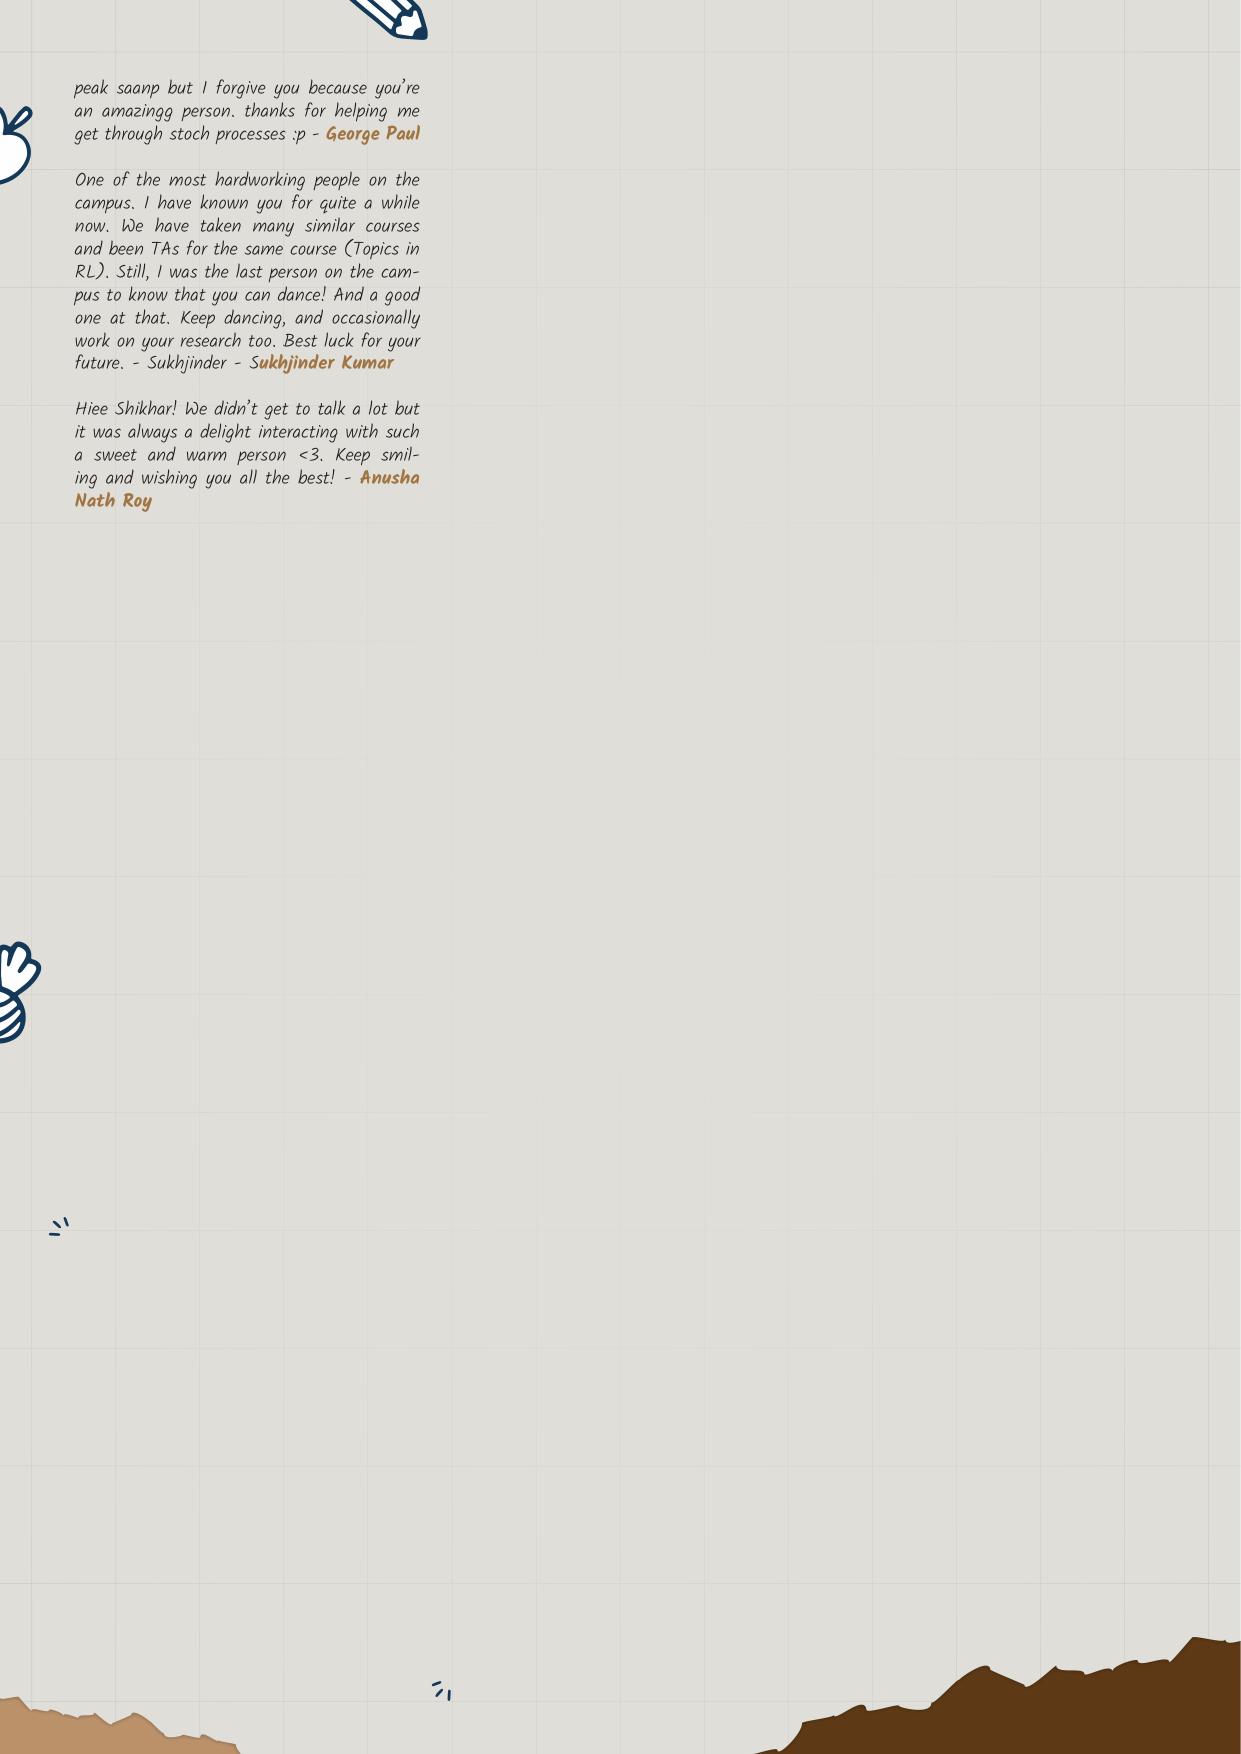 peak saanp but I forgive you because you're
an amazingg person. thanks for helping me
get through stoch processes :p - George Paul
One of the most hardworking people on the
campus. I have known you for quite a while
now. We have taken many similar courses
and been TAs for the same course (Topics in
RL). Still, I was the last person on the cam-
pus to know that you can dance! And a good
one at that. Keep dancing, and occasionally
work on your research too. Best luck for your
future. - Sukhjinder - Sukhjinder Kumar
Hiee Shikhar! We didn't get to talk a lot but
it was always a delight interacting with such
a sweet and warm person <3. Keep smil-
ing and wishing you all the best! - Anusha
Nath Roy